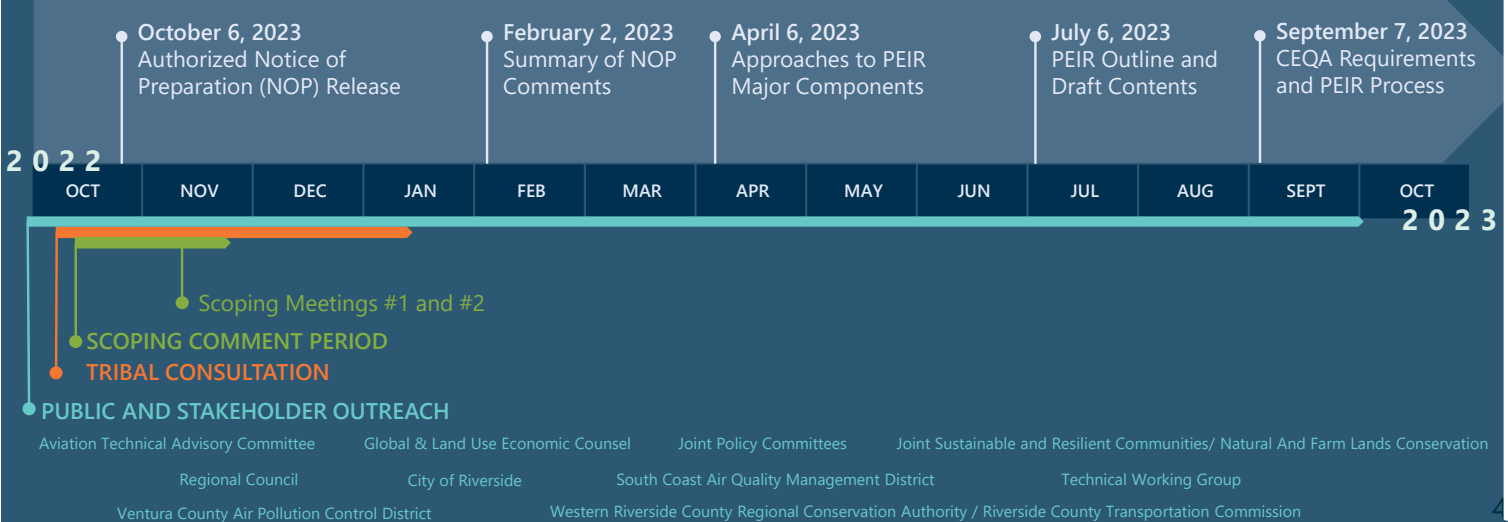 October 6, 2023
Authorized Notice of
Preparation (NOP) Release
February 2, 2023
Summary of NOP
Comments
April 6, 2023
Approaches to PEIR
Major Components
July 6, 2023
PEIR Outline and
Draft Contents
September 7, 2023
CEQA Requirements
and PEIR Process
2022
OCT NOV DEC JAN FEB MAR APR MAY JUN JUL AUG SEPT OCT
2023
Scoping Meetings #1 and #2
SCOPING COMMENT PERIOD
TRIBAL CONSULTATION
PUBLIC AND STAKEHOLDER OUTREACH
Aviation Technical Advisory Committee Global & Land Use Economic Counsel Joint Policy Committees Joint Sustainable and Resilient Communities/ Natural And Farm Lands Conservation
Regional Council City of Riverside South Coast Air Quality Management District Technical Working Group
Ventura County Air Pollution Control District Western Riverside County Regional Conservation Authority / Riverside County Transportation Commission
4